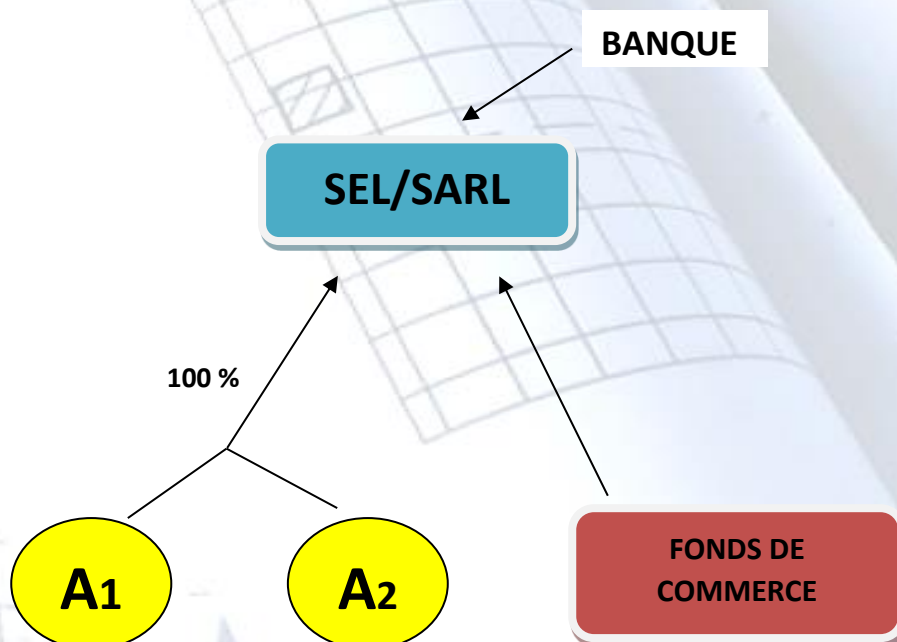 BANQUE
SEL/SARL
100 %
A1
A2
FONDS DE
COMMERCE